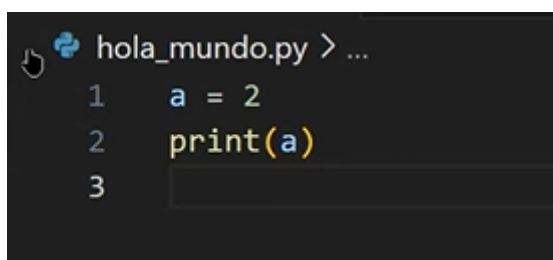 hola_mundo.py > ...
1 a = 2
2 print(a)
3